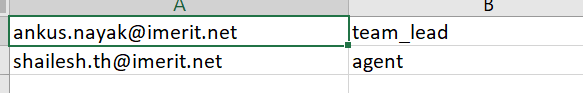 A B
ankus.nayak@imerit.net team_lead
shailesh.th@imerit.net agent